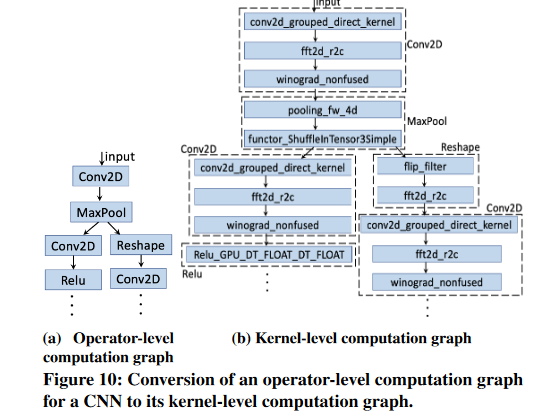 input
conv2d_grouped_direct_kernel
Conv2D
fft2d_r2c
winograd_nonfused
pooling_fw_4d
MaxPool
functor_ShuffleInTensor3Simple
Conv2D
Reshape
conv2d_grouped_direct_kernel
flip_filter
fft2d_r2c
fft2d_r2c
Conv2D
winograd_nonfused
conv2d_grouped_direct_kernel
Relu_GPU_DT_FLOAT_DT_FLOAT
fft2d_r2c
Relu
winograd_nonfused
input
Conv2D
MaxPool
Conv2D
Reshape
Relu
Conv2D
(a) Operator-level
computation graph
(b) Kernel-level computation graph
Figure 10: Conversion of an operator-level computation graph
for a CNN to its kernel-level computation graph.